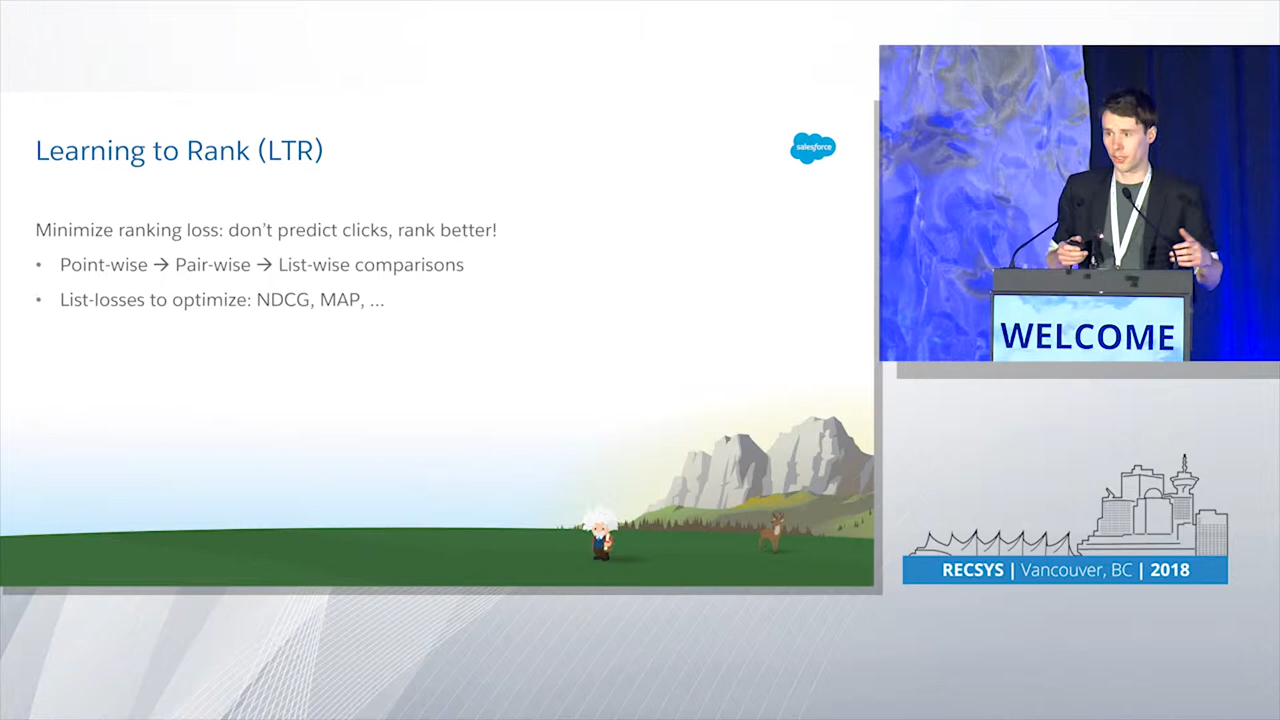 Learning to Rank (LTR)
salesforce
Minimize ranking loss: don't predict clicks, rank better!
• Point-wise → Pair-wise → List-wise comparisons
• List-losses to optimize: NDCG, MAP, ...
WELCOME
RECSYS | Vancouver, BC | 2018